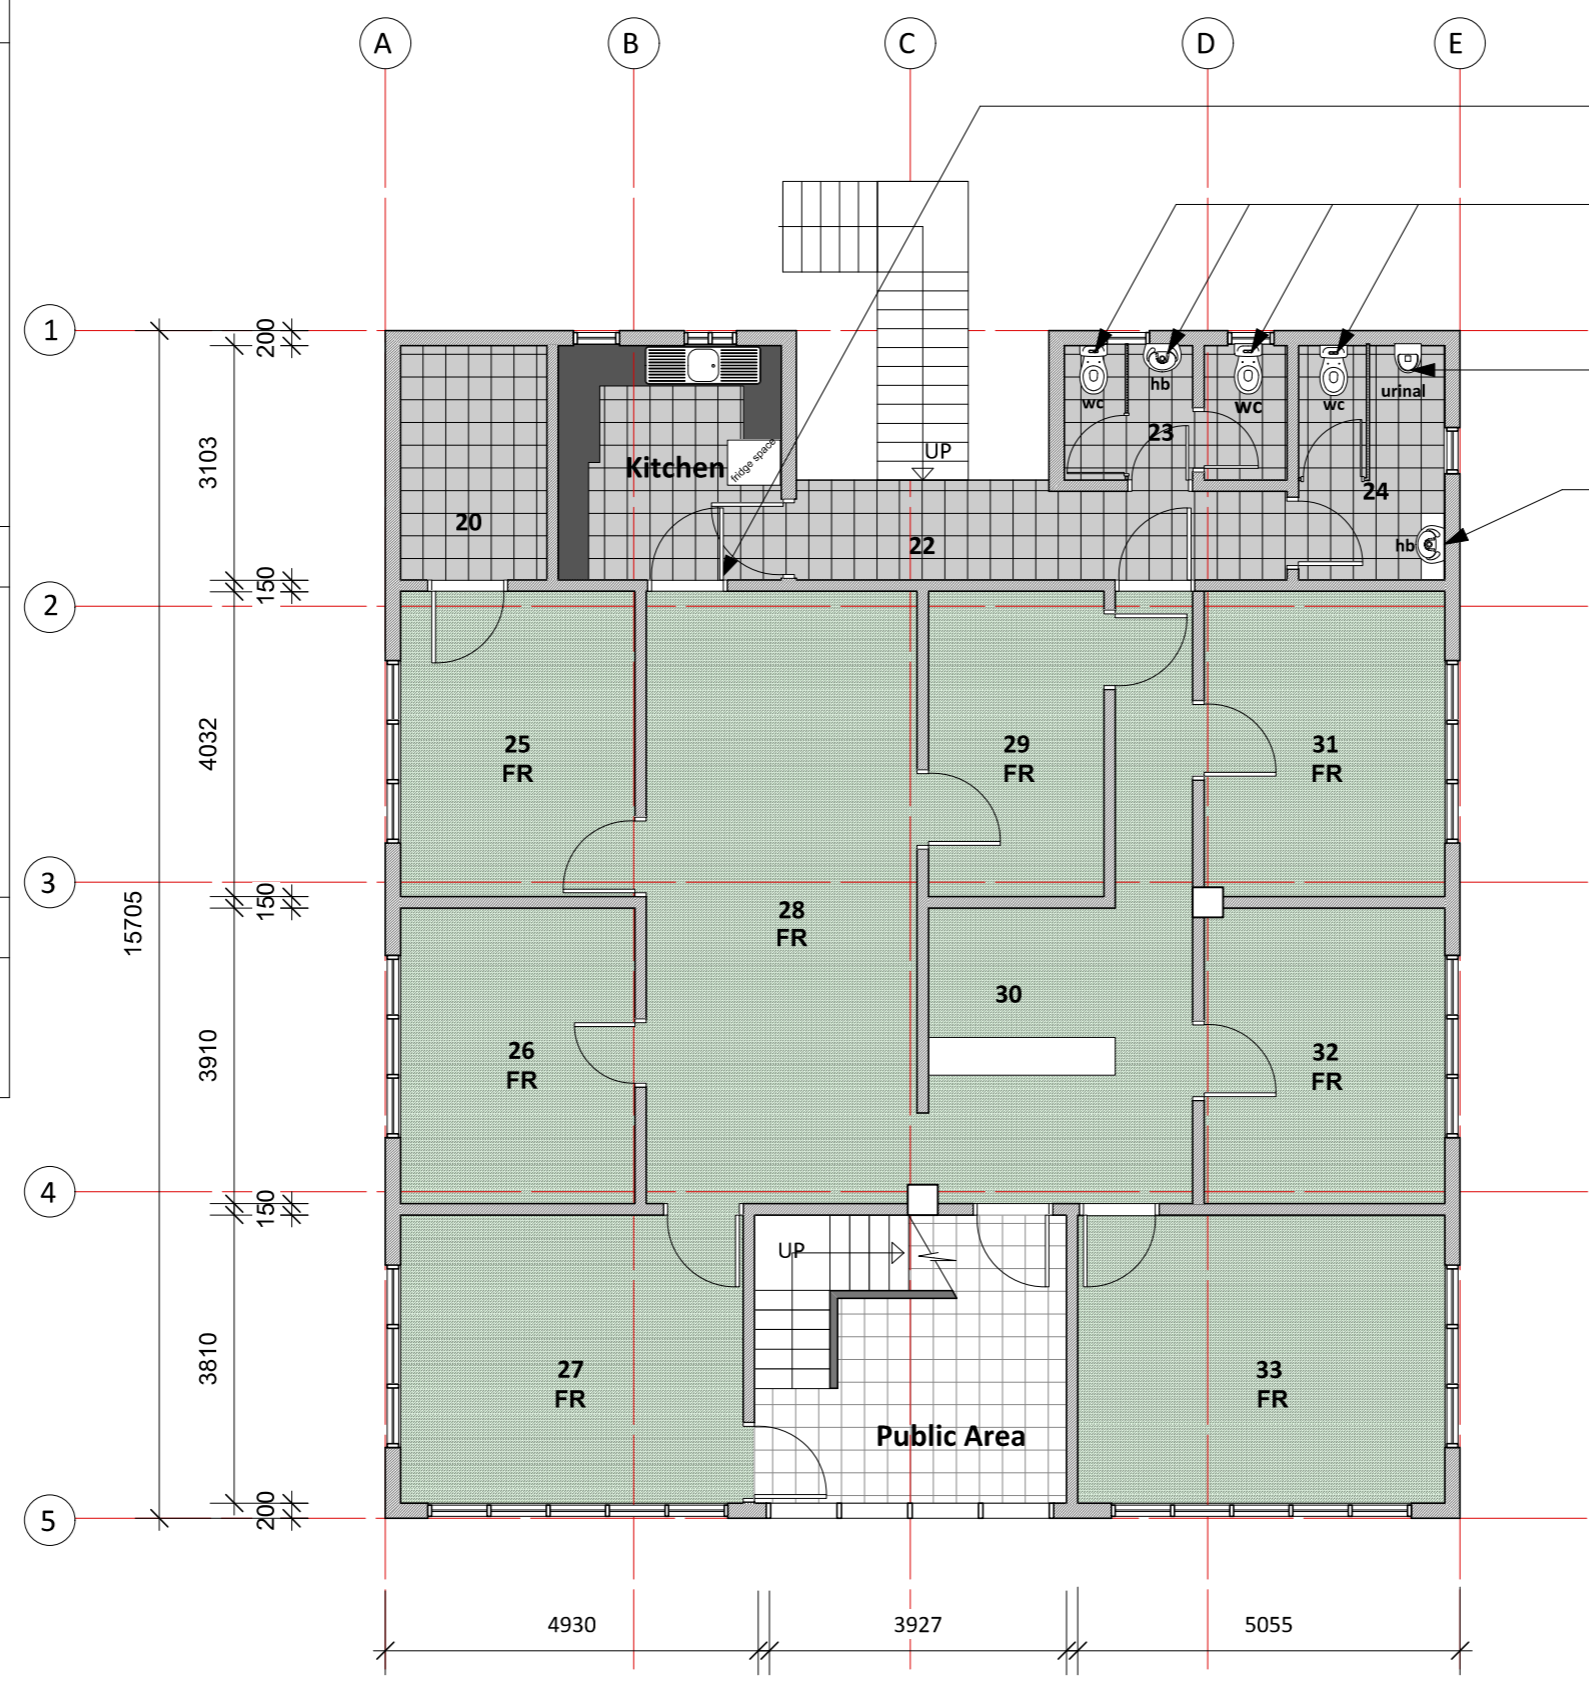 A
B
C
D
E
1
200
wc
hb
wc
wc
urinal
3103
Kitchen
fridge space
UP
23
24
20
22
hb
150
2
4032
25
FR
29
FR
31
FR
3
150
15705
28
FR
30
3910
26
FR
32
FR
4
150
UP
3810
27
FR
33
FR
Public Area
200
5
4930
3927
5055